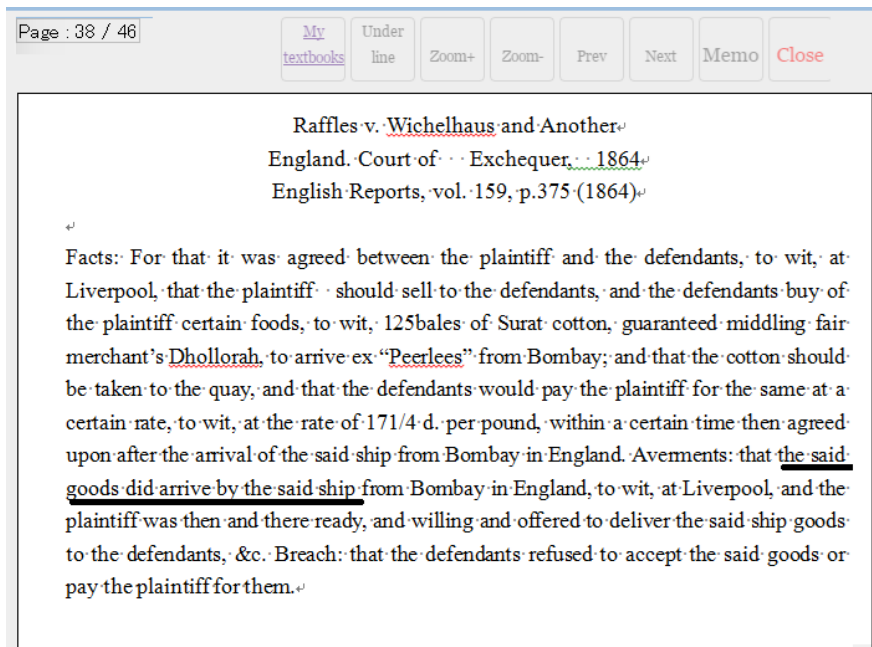 Page : 38 / 46
My textbooks
Under line
Zoom+
Zoom-
Prev
Next
Memo
Close
Raffles v. Wichelhaus and Another
England. Court of Exchequer, 1864
English Reports, vol. 159, p.375 (1864)
Facts: For that it was agreed between the plaintiff and the defendants, to wit, at
Liverpool, that the plaintiff should sell to the defendants, and the defendants buy of
the plaintiff certain foods, to wit, 125bales of Surat cotton, guaranteed middling fair
merchant’s Dhollorah, to arrive ex “Peerlees” from Bombay; and that the cotton should
be taken to the quay, and that the defendants would pay the plaintiff for the same at a
certain rate, to wit, at the rate of 171/4 d. per pound, within a certain time then agreed
upon after the arrival of the said ship from Bombay in England. Averments: that the said
goods did arrive by the said ship from Bombay in England, to wit, at Liverpool, and the
plaintiff was then and there ready, and willing and offered to deliver the said ship goods
to the defendants, &c. Breach: that the defendants refused to accept the said goods or
pay the plaintiff for them.